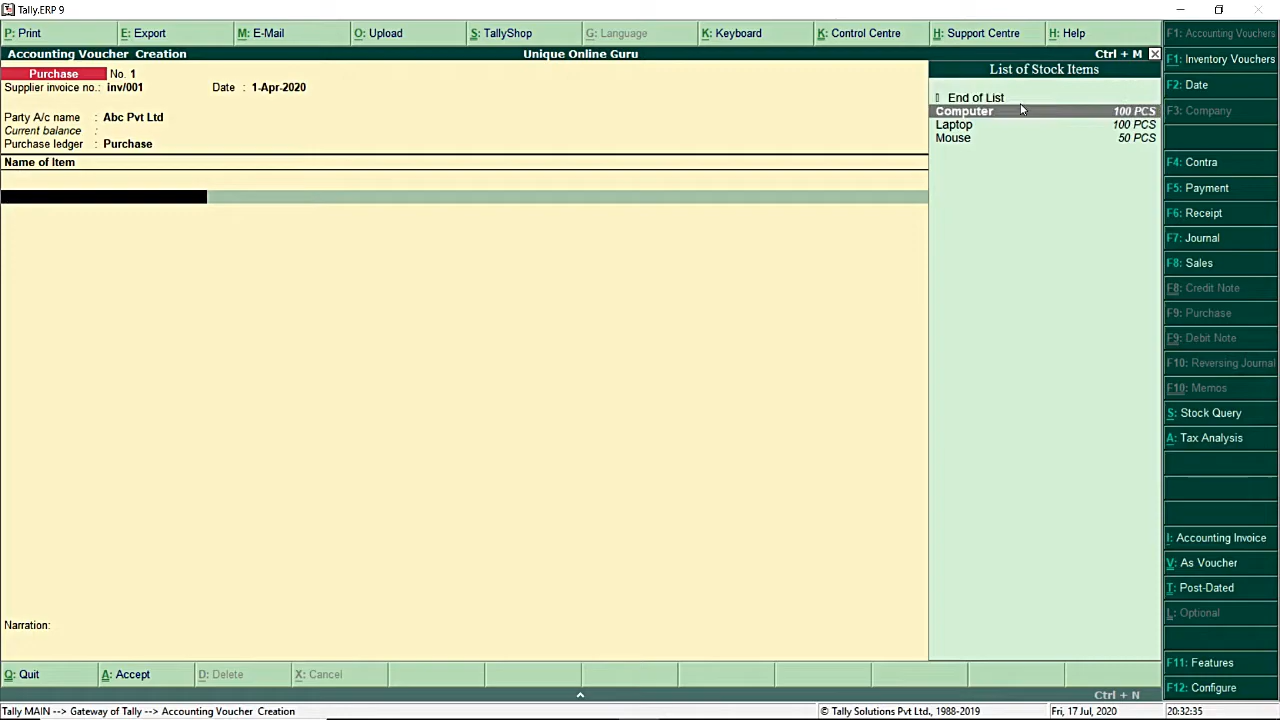 Tally.ERP 9
P: Print E: Export M: E-Mail O: Upload S: TallyShop G: Language K: Keyboard K: Control Centre H: Support Centre H: Help
Accounting Voucher Creation Unique Online Guru Ctrl + M
Purchase No. 1
Supplier invoice no.: inv/001 Date : 1-Apr-2020
Party A/c name : Abc Pvt Ltd
Current balance :
Purchase ledger : Purchase
Name of Item
List of Stock Items
End of List
Computer 100 PCS
Laptop 100 PCS
Mouse 50 PCS
F1: Accounting Vouchers
F1: Inventory Vouchers
F2: Date
F3: Company
F4: Contra
F5: Payment
F6: Receipt
F7: Journal
F8: Sales
F8: Credit Note
F9: Purchase
F9: Debit Note
F10: Reversing Journal
F10: Memos
S: Stock Query
A: Tax Analysis
I: Accounting Invoice
V: As Voucher
T: Post-Dated
L: Optional
F11: Features
F12: Configure
Narration:
Q: Quit A: Accept D: Delete X: Cancel
Ctrl + N
Tally MAIN --> Gateway of Tally --> Accounting Voucher Creation © Tally Solutions Pvt Ltd., 1988-2019 Fri, 17 Jul, 2020 20:32:35